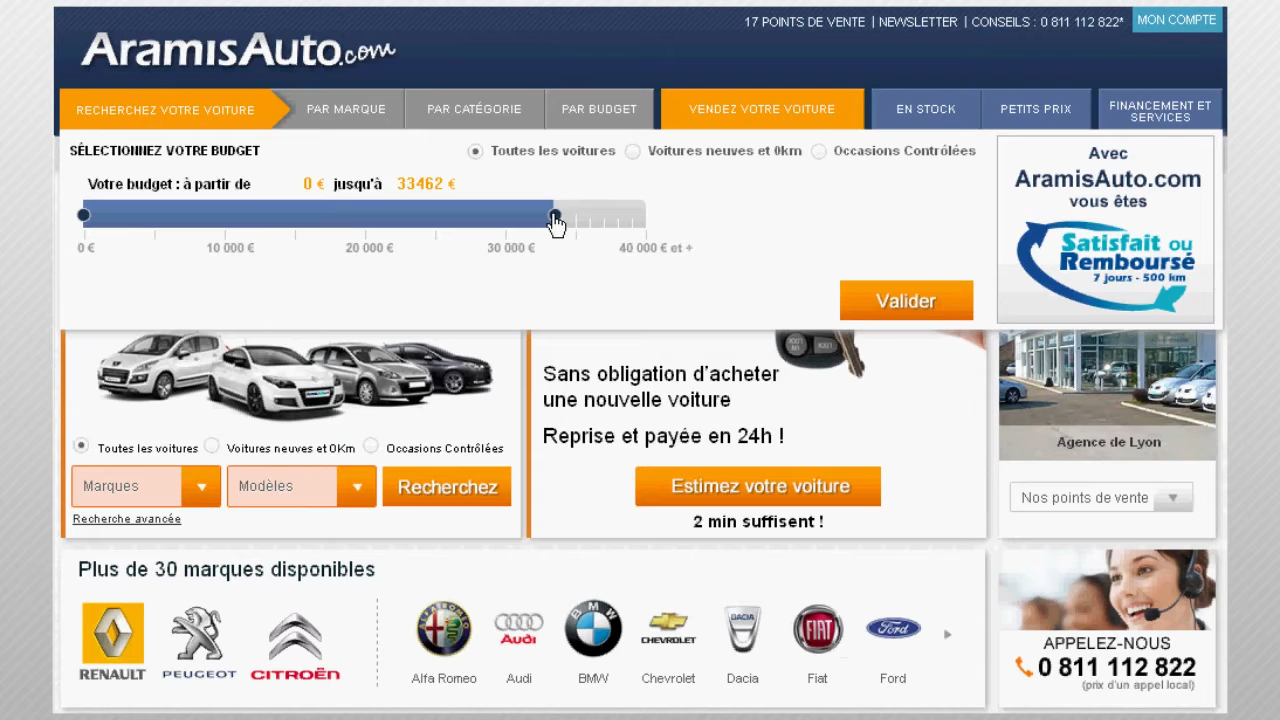 17 POINTS DE VENTE | NEWSLETTER | CONSEILS : 0 811 112 822*
MON COMPTE
AramisAuto.com
RECHERCHEZ VOTRE VOITURE
PAR MARQUE
PAR CATÉGORIE
PAR BUDGET
VENDEZ VOTRE VOITURE
EN STOCK
PETITS PRIX
FINANCEMENT ET
SERVICES
SÉLECTIONNEZ VOTRE BUDGET
Toutes les voitures
Voitures neuves et 0km
Occasions Contrôlées
Votre budget : à partir de 0 € jusqu'à 33462 €
0 €
10 000 €
20 000 €
30 000 €
40 000 € et +
Valider
Avec
AramisAuto.com
vous êtes
Satisfait ou
Remboursé
7 jours - 500 km
Toutes les voitures
Voitures neuves et 0Km
Occasions Contrôlées
Marques
Modèles
Recherchez
Recherche avancée
Sans obligation d'acheter
une nouvelle voiture
Reprise et payée en 24h !
Estimez votre voiture
2 min suffisent !
Agence de Lyon
Nos points de vente
Plus de 30 marques disponibles
RENAULT
PEUGEOT
CITROËN
Audi
CHEVROLET
DACIA
FIAT
Ford
BMW
Alfa Romeo
Audi
BMW
Chevrolet
Dacia
Fiat
Ford
APPELEZ-NOUS
0 811 112 822
(prix d'un appel local)